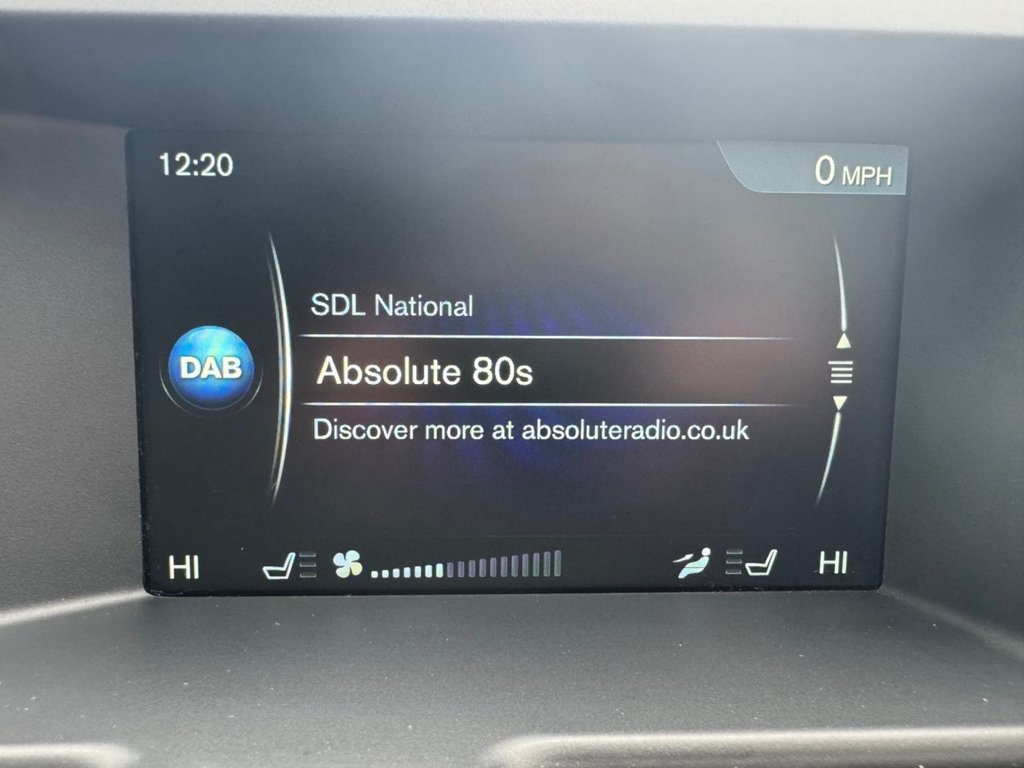 12:20
0 MPH
SDL National
DAB
Absolute 80s
Discover more at absoluteradio.co.uk
HI
HI